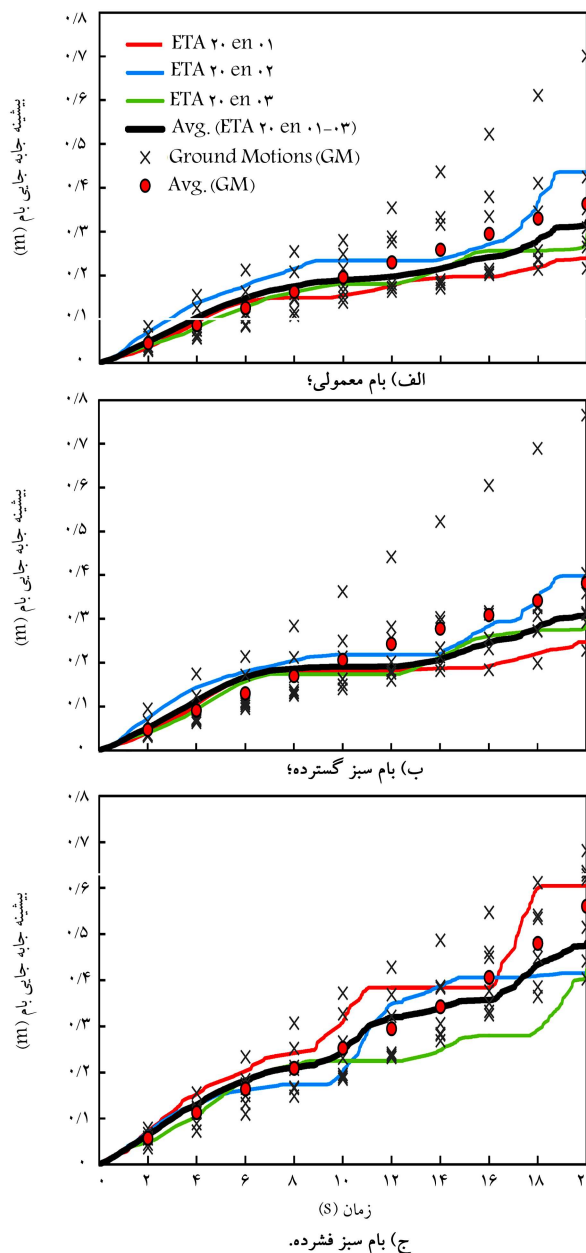 ۰/۸
۰/۷
۰/۶
۰/۵
۰/۴
۰/۳
۰/۲
۰/۱
۰
بیشینه جابه جایی بام (m)
ETA ۲۰ en ۰۱
ETA ۲۰ en ۰۲
ETA ۲۰ en ۰۳
Avg. (ETA ۲۰ en ۰۱-۰۳)
Ground Motions (GM)
Avg. (GM)
الف) بام معمولی؛
۰/۸
۰/۷
۰/۶
۰/۵
۰/۴
۰/۳
۰/۲
۰/۱
۰
بیشینه جابه جایی بام (m)
ب) بام سبز گسترده؛
۰/۸
۰/۷
۰/۶
۰/۵
۰/۴
۰/۳
۰/۲
۰/۱
۰
بیشینه جابه جایی بام (m)
۰ ۲ ۴ ۶ ۸ ۱۰ ۱۲ ۱۴ ۱۶ ۱۸ ۲
زمان (s)
ج) بام سبز فشرده.